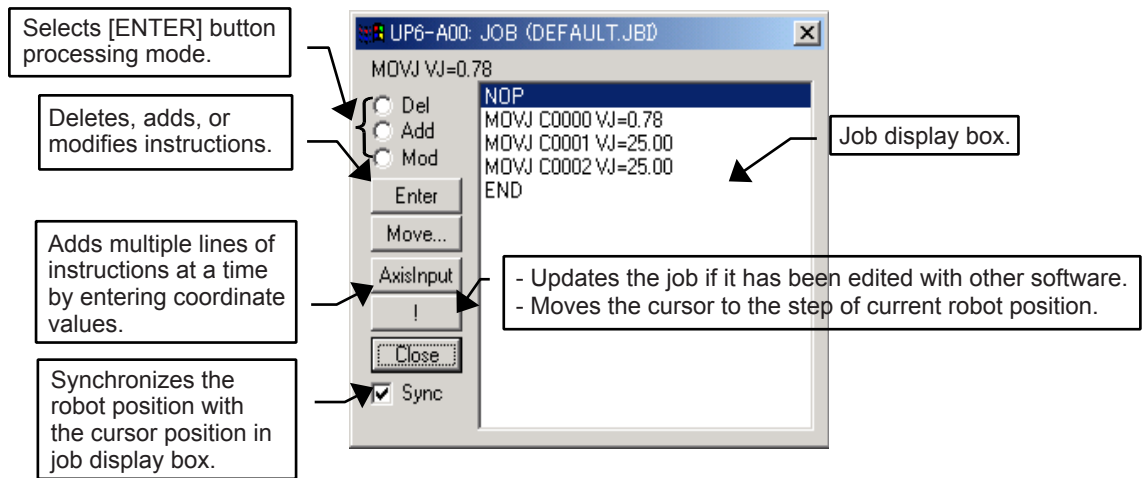 Selects [ENTER] button
processing mode.
Deletes, adds, or
modifies instructions.
Adds multiple lines of
instructions at a time
by entering coordinate
values.
Synchronizes the
robot position with
the cursor position in
job display box.
UP6-A00: JOB (DEFAULT.JBI)
MOVJ VJ=0.78
Del
Add
Mod
Enter
Move...
AxisInput
!
Close
Sync
NOP
MOVJ C0000 VJ=0.78
MOVJ C0001 VJ=25.00
MOVJ C0002 VJ=25.00
END
Job display box.
- Updates the job if it has been edited with other software.
- Moves the cursor to the step of current robot position.